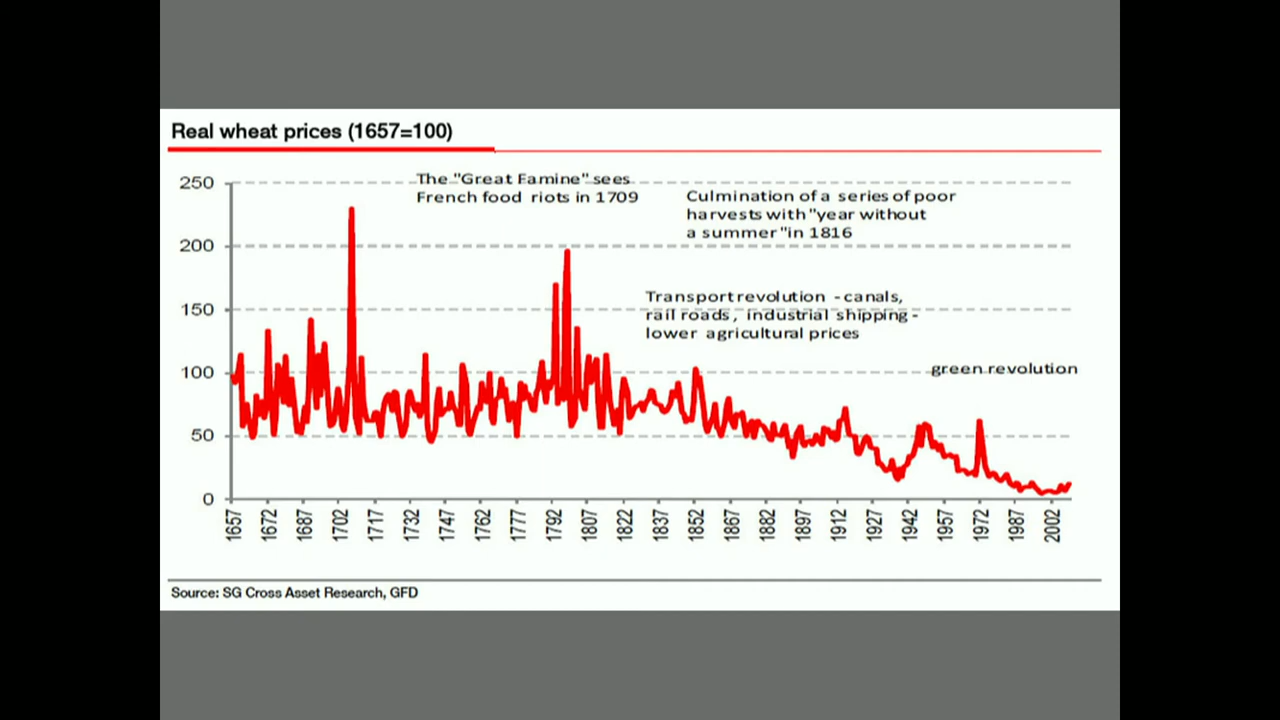 Real wheat prices (1657=100)
The "Great Famine" sees
French food riots in 1709
Culmination of a series of poor
harvests with "year without
a summer "in 1816
Transport revolution - canals,
rail roads, industrial shipping -
lower agricultural prices
green revolution
250
200
150
100
50
0
1657 1672 1687 1702 1717 1732 1747 1762 1777 1792 1807 1822 1837 1852 1867 1882 1897 1912 1927 1942 1957 1972 1987 2002
Source: SG Cross Asset Research, GFD